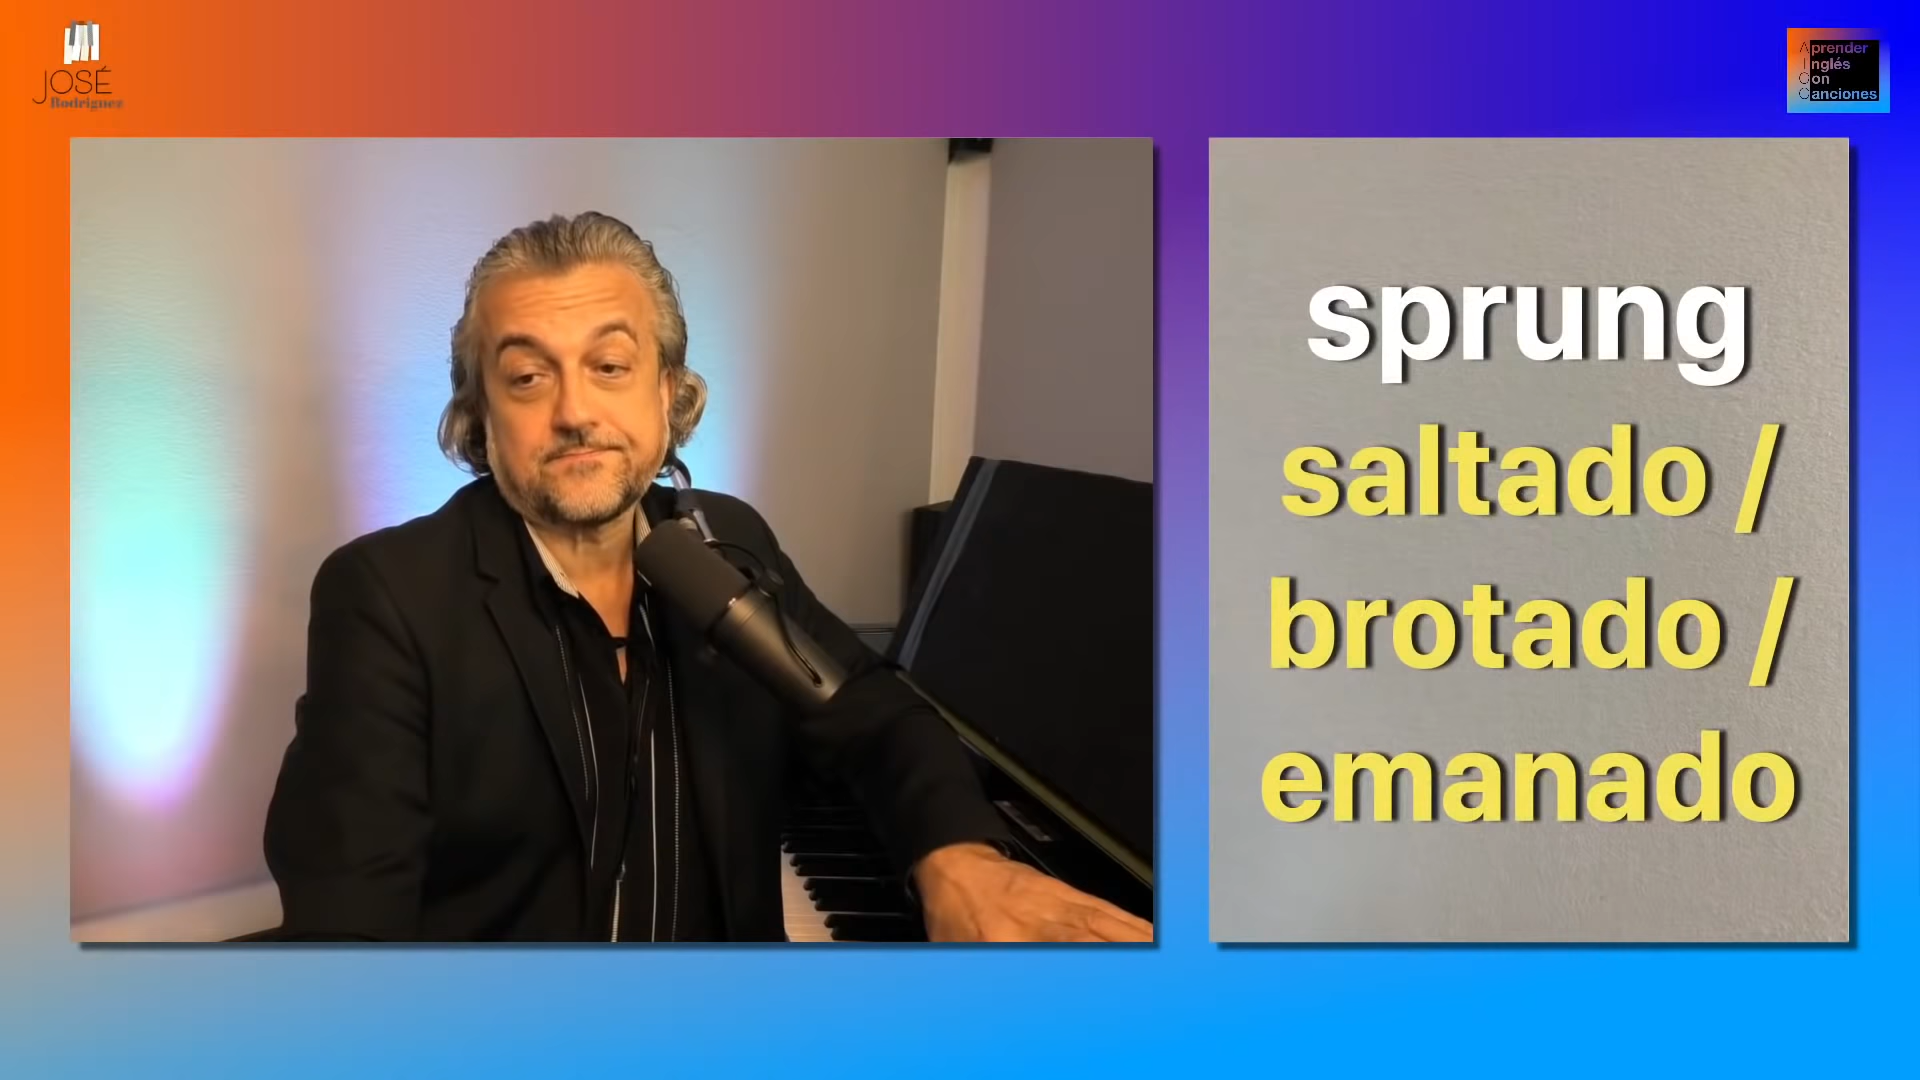 JOSÉ
Rodriguez
Aprender
Inglés
Con
Canciones
sprung
saltado /
brotado /
emanado